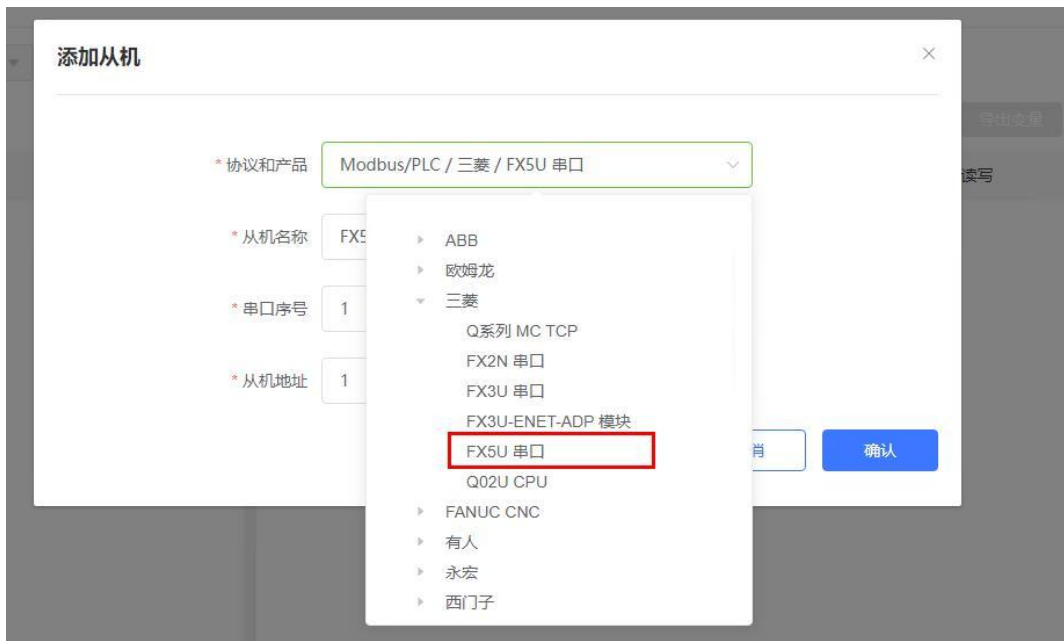 添加从机
导出变量
* 协议和产品 Modbus/PLC / 三菱 / FX5U 串口
读写
* 从机名称 FX5
* 串口序号 1
* 从机地址 1
ABB
欧姆龙
三菱
Q系列 MC TCP
FX2N 串口
FX3U 串口
FX3U-ENET-ADP 模块
FX5U 串口
Q02U CPU
FANUC CNC
有人
永宏
西门子
消 确认